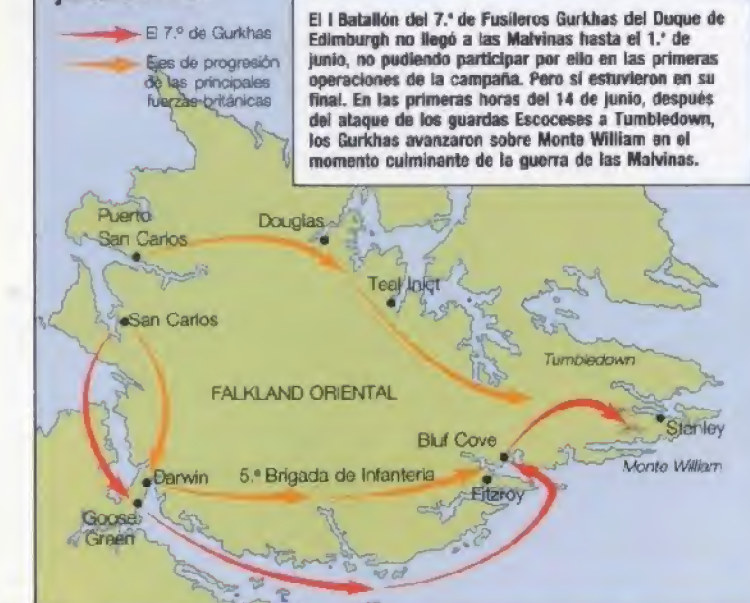 El 7.º de Gurkhas
Ejes de progresión
de las principales
fuerzas británicas
El I Batallón del 7.º de Fusileros Gurkhas del Duque de
Edimburgh no llegó a las Malvinas hasta el 1.º de
junio, no pudiendo participar por ello en las primeras
operaciones de la campaña. Pero sí estuvieron en su
final. En las primeras horas del 14 de junio, después
del ataque de los guardas Escoceses a Tumbledown,
los Gurkhas avanzaron sobre Monte William en el
momento culminante de la guerra de las Malvinas.
Puerto
San Carlos
Douglas
Teal Inlet
San Carlos
Tumbledown
FALKLAND ORIENTAL
Stanley
Bluf Cove
Monte William
Darwin
5.ª Brigada de Infantería
Fitzroy
Goose
Green